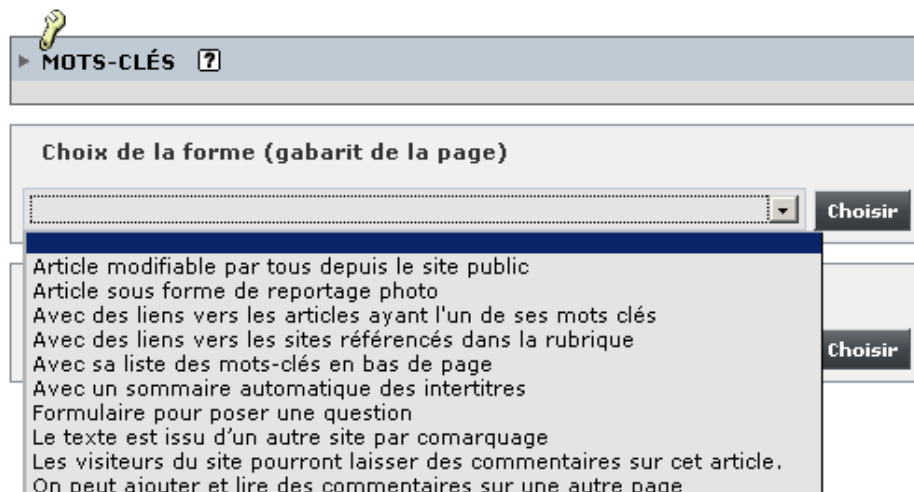 MOTS-CLÉS ?
Choix de la forme (gabarit de la page)
Choisir
Article modifiable par tous depuis le site public
Article sous forme de reportage photo
Avec des liens vers les articles ayant l'un de ses mots clés
Avec des liens vers les sites référencés dans la rubrique
Choisir
Avec sa liste des mots-clés en bas de page
Avec un sommaire automatique des intertitres
Formulaire pour poser une question
Le texte est issu d’un autre site par comarquage
Les visiteurs du site pourront laisser des commentaires sur cet article.
On peut ajouter et lire des commentaires sur une autre page